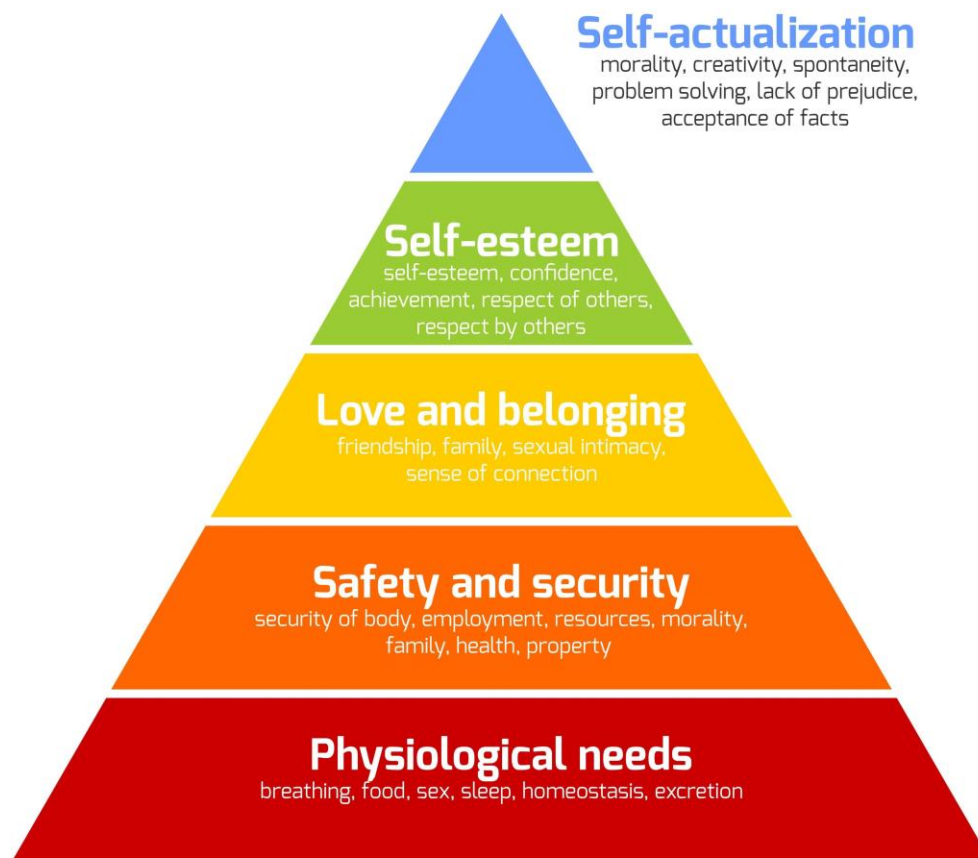 Self-actualization
morality, creativity, spontaneity,
problem solving, lack of prejudice,
acceptance of facts
Self-esteem
self-esteem, confidence,
achievement, respect of others,
respect by others
Love and belonging
friendship, family, sexual intimacy,
sense of connection
Safety and security
security of body, employment, resources, morality,
family, health, property
Physiological needs
breathing, food, sex, sleep, homeostasis, excretion